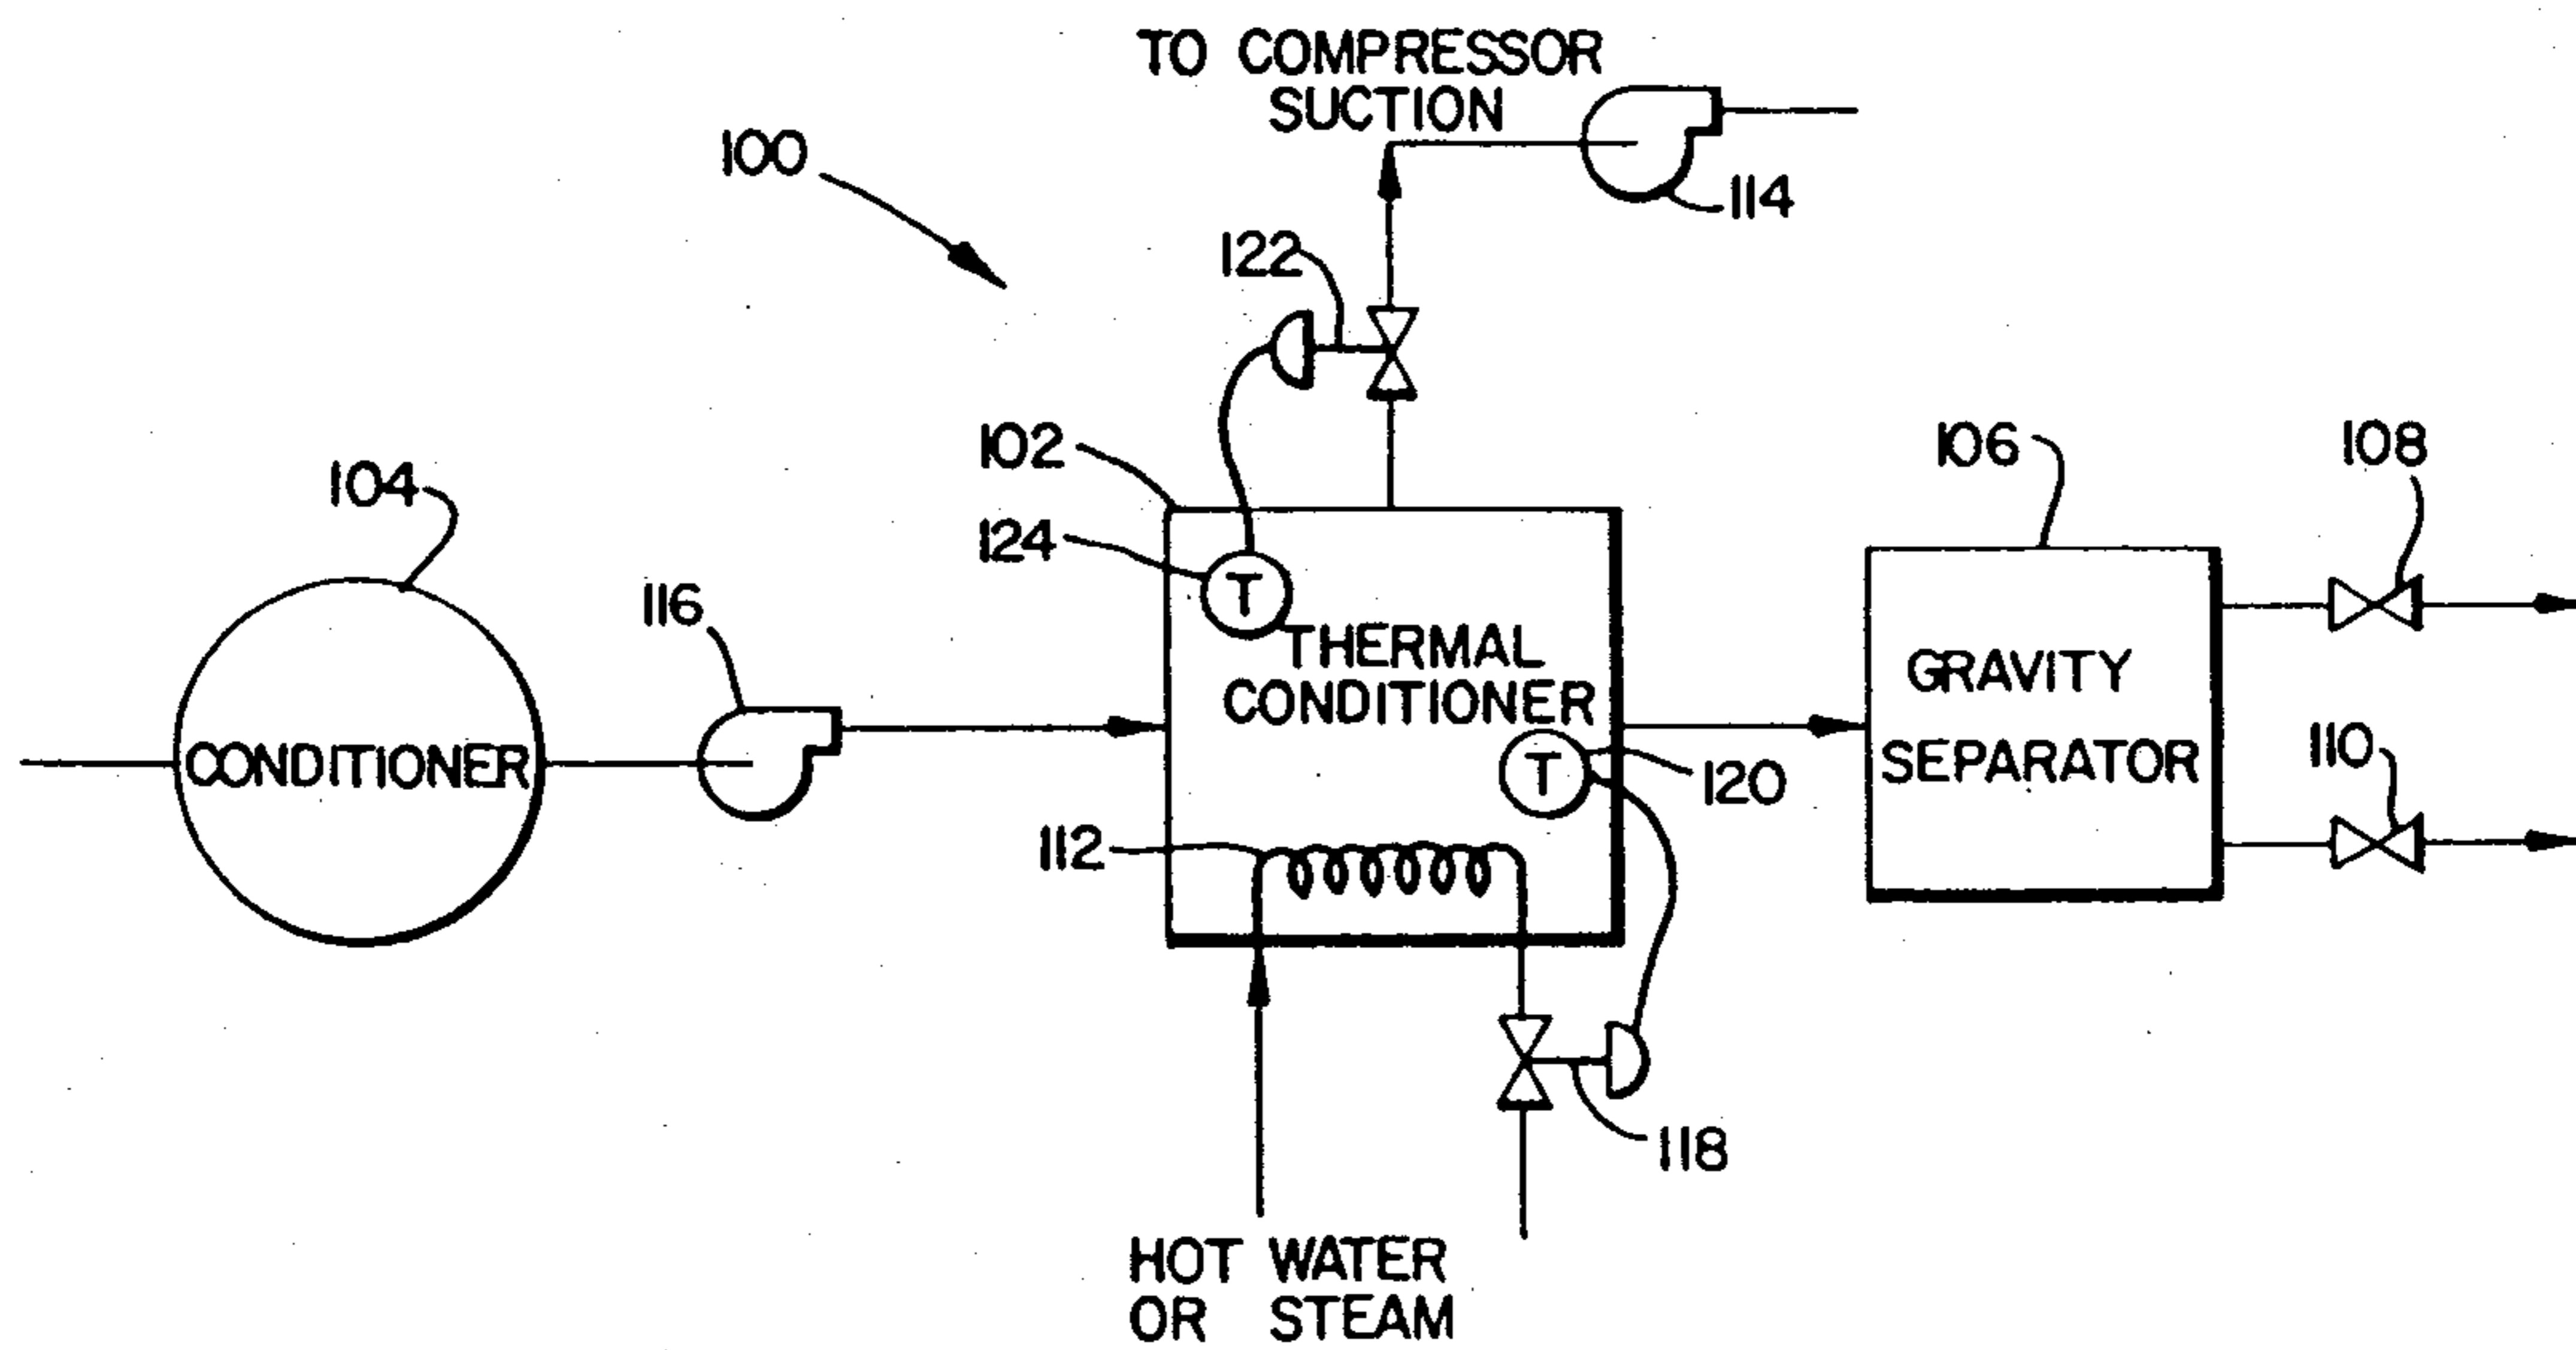 TO COMPRESSOR
SUCTION
100
114
122
102
106
108
104
124
T
116
THERMAL
CONDITIONER
GRAVITY
SEPARATOR
CONDITIONER
T
120
110
112
118
HOT WATER
OR STEAM